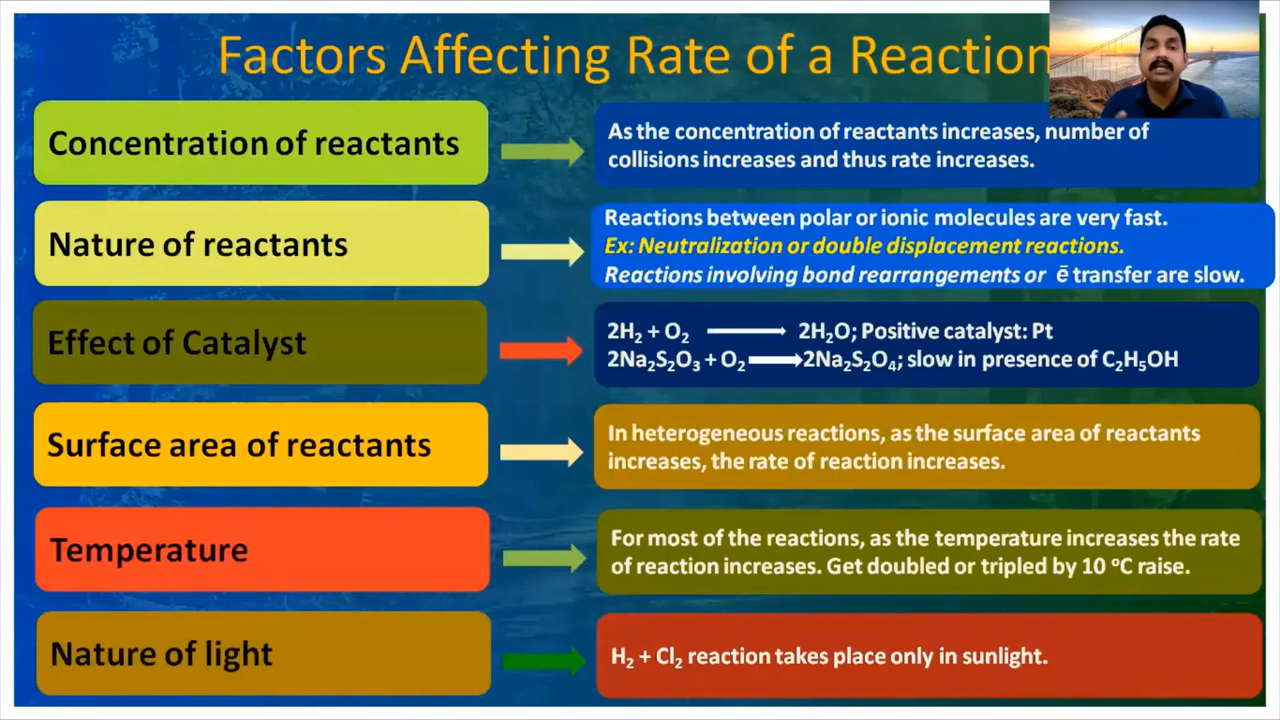 Factors Affecting Rate of a Reaction
Concentration of reactants
As the concentration of reactants increases, number of
collisions increases and thus rate increases.
Nature of reactants
Reactions between polar or ionic molecules are very fast.
Ex: Neutralization or double displacement reactions.
Reactions involving bond rearrangements or ē transfer are slow.
Effect of Catalyst
2H₂ + O₂ ⟶ 2H₂O; Positive catalyst: Pt
2Na₂S₂O₃ + O₂ ⟶ 2Na₂S₂O₄; slow in presence of C₂H₅OH
Surface area of reactants
In heterogeneous reactions, as the surface area of reactants
increases, the rate of reaction increases.
Temperature
For most of the reactions, as the temperature increases the rate
of reaction increases. Get doubled or tripled by 10 ᵒC raise.
Nature of light
H₂ + Cl₂ reaction takes place only in sunlight.